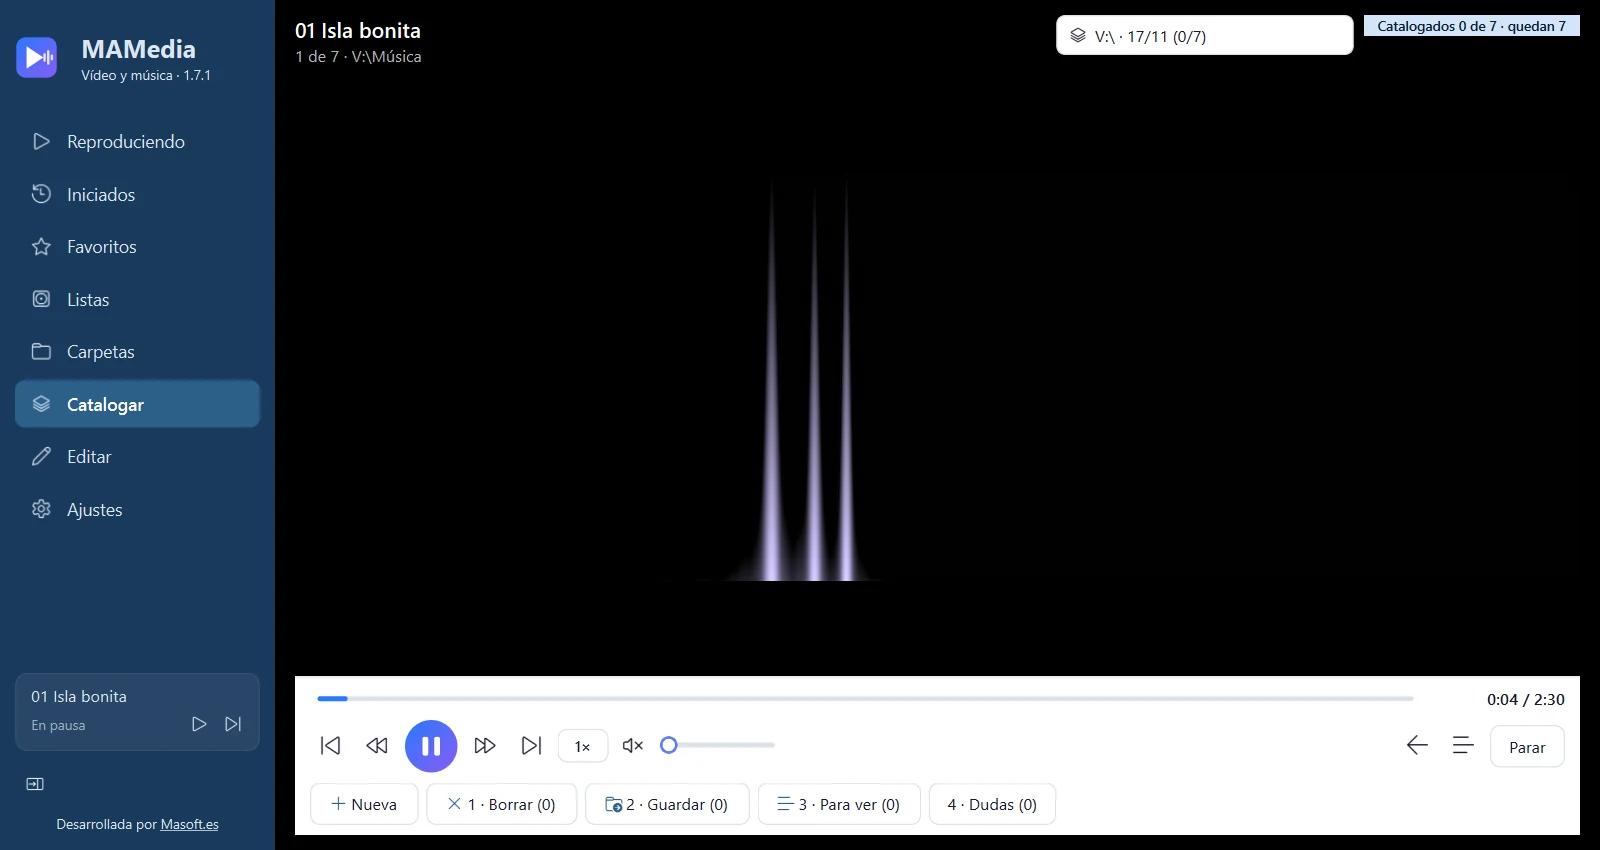 MAMedia
Vídeo y música · 1.7.1
Reproduciendo
Iniciados
Favoritos
Listas
Carpetas
Catalogar
Editar
Ajustes
01 Isla bonita
En pausa
Desarrollada por Masoft.es
01 Isla bonita
1 de 7 · V:\Música
V:\ · 17/11 (0/7)
Catalogados 0 de 7 · quedan 7
0:04 / 2:30
1×
Parar
Nueva
1 · Borrar (0)
2 · Guardar (0)
3 · Para ver (0)
4 · Dudas (0)